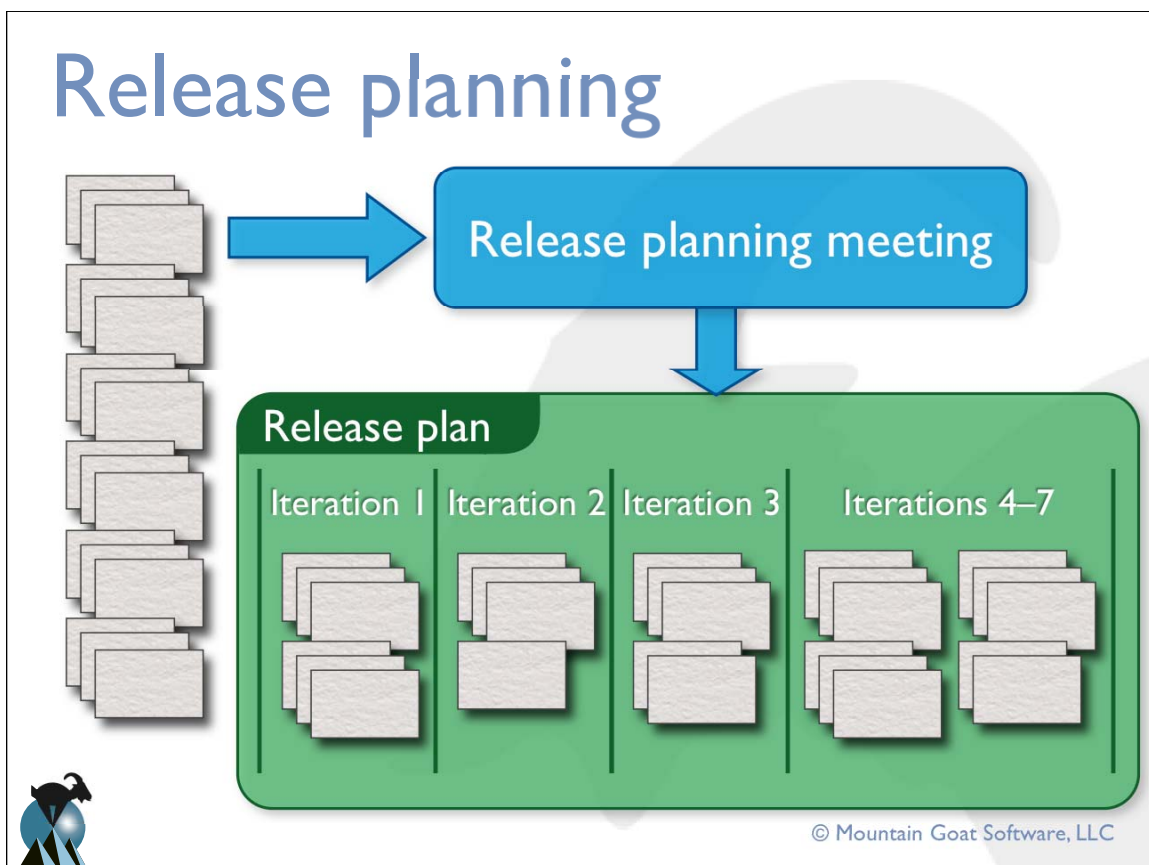 Release planning
Release planning meeting
Release plan
Iteration 1
Iteration 2
Iteration 3
Iterations 4–7
© Mountain Goat Software, LLC